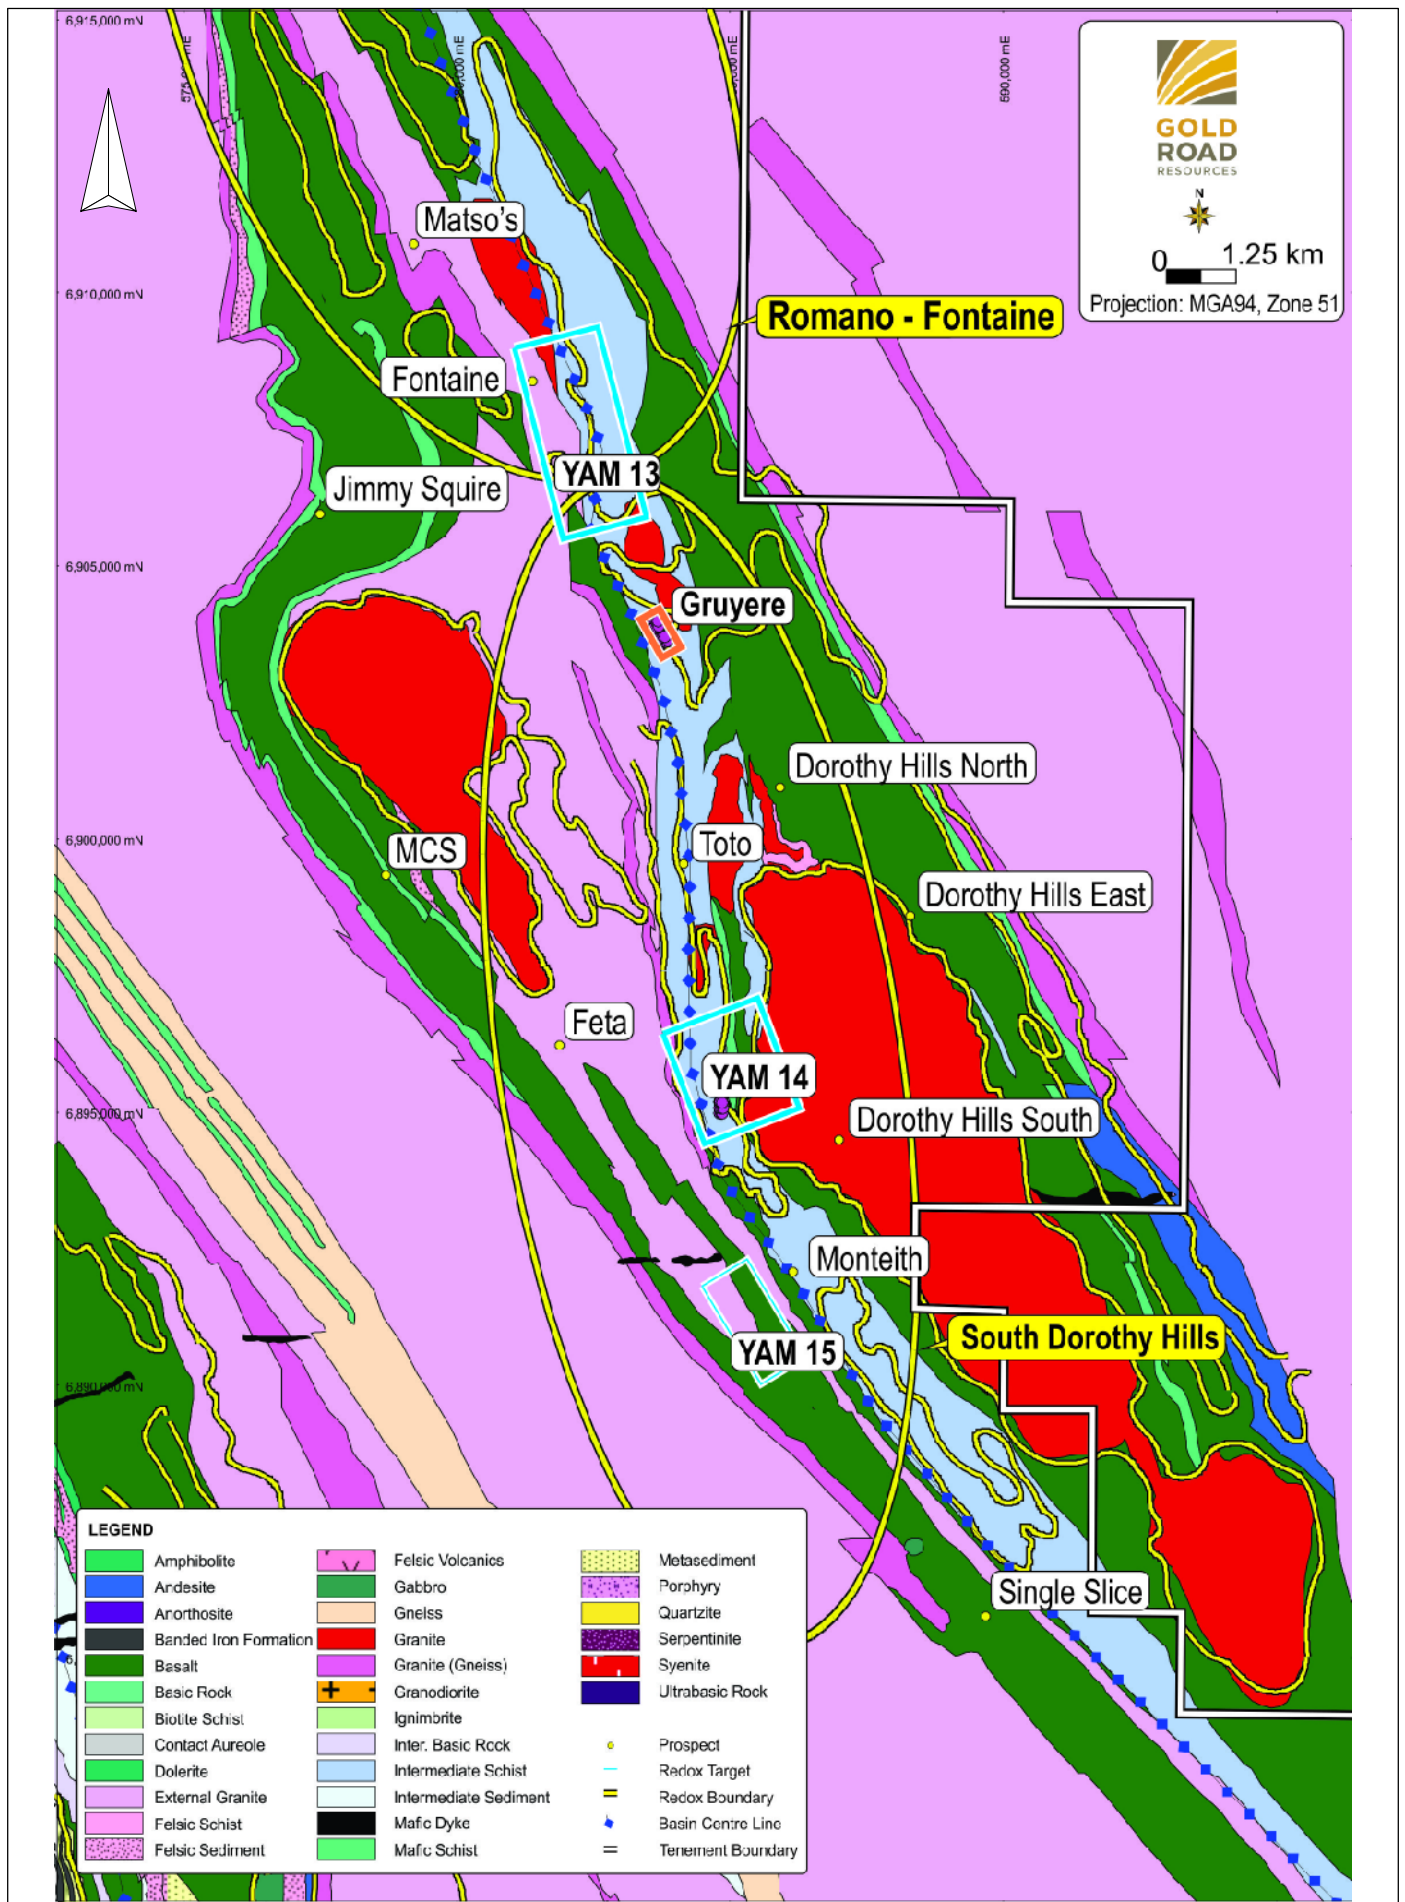 6,915,000 mN
690,000 mE
GOLD
ROAD
RESOURCES
N
0 1.25 km
Projection: MGA94, Zone 51
Matso's
6,910,000 mN
Romano - Fontaine
Fontaine
YAM 13
Jimmy Squire
6,905,000 mN
Gruyere
Dorothy Hills North
6,900,000 mN
MCS
Toto
Dorothy Hills East
Feta
YAM 14
6,895,000 mN
Dorothy Hills South
Monteith
South Dorothy Hills
YAM 15
6,890,000 mN
Single Slice
LEGEND
Amphibolite
Andesite
Anorthosite
Banded Iron Formation
Basalt
Basic Rock
Biotite Schist
Contact Aureole
Dolerite
External Granite
Felsic Schist
Felsic Sediment
Felsic Volcanics
Gabbro
Gneiss
Granite
Granite (Gneiss)
Granodiorite
Ignimbrite
Inter. Basic Rock
Intermediate Schist
Intermediate Sediment
Mafic Dyke
Mafic Schist
Metasediment
Porphyry
Quartzite
Serpentinite
Syenite
Ultrabasic Rock
Prospect
Redox Target
Redox Boundary
Basin Centre Line
Tenement Boundary